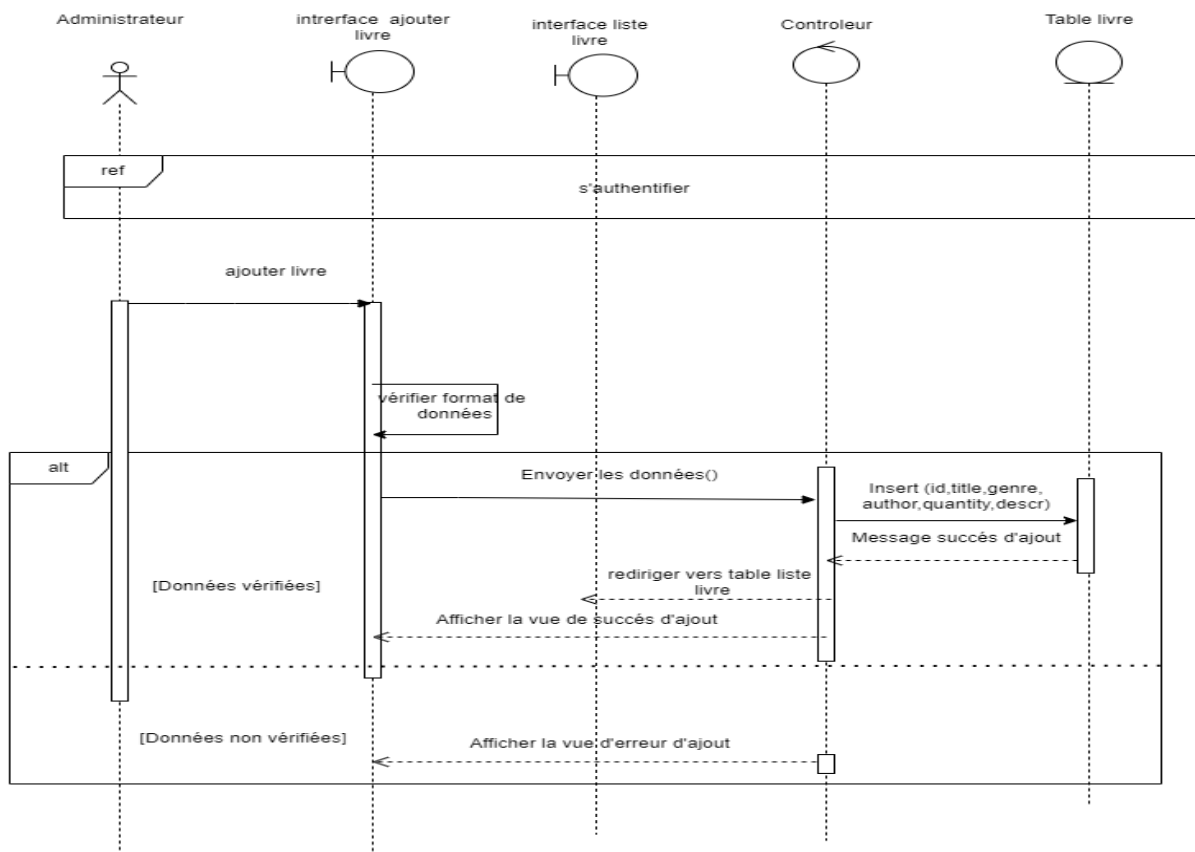 Administrateur
intrerface ajouter
livre
interface liste
livre
Controleur
Table livre
ref
s'authentifier
ajouter livre
vérifier format de
données
alt
Envoyer les données()
Insert (id,title,genre,
author,quantity,descr)
Message succés d'ajout
[Données vérifiées]
rediriger vers table liste
livre
Afficher la vue de succés d'ajout
[Données non vérifiées]
Afficher la vue d'erreur d'ajout